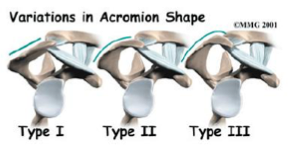 Variations in Acromion Shape
©MMG 2001
Type I Type II Type III